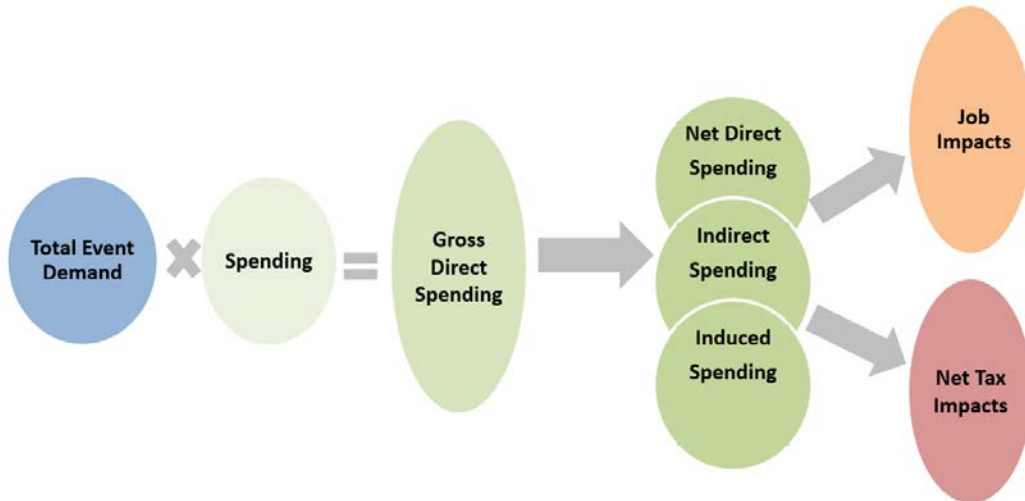 Total Event
Demand
Spending
Gross
Direct
Spending
Net Direct
Spending
Indirect
Spending
Induced
Spending
Job
Impacts
Net Tax
Impacts